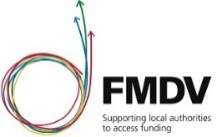 FMDV
Supporting local authorities
to access funding